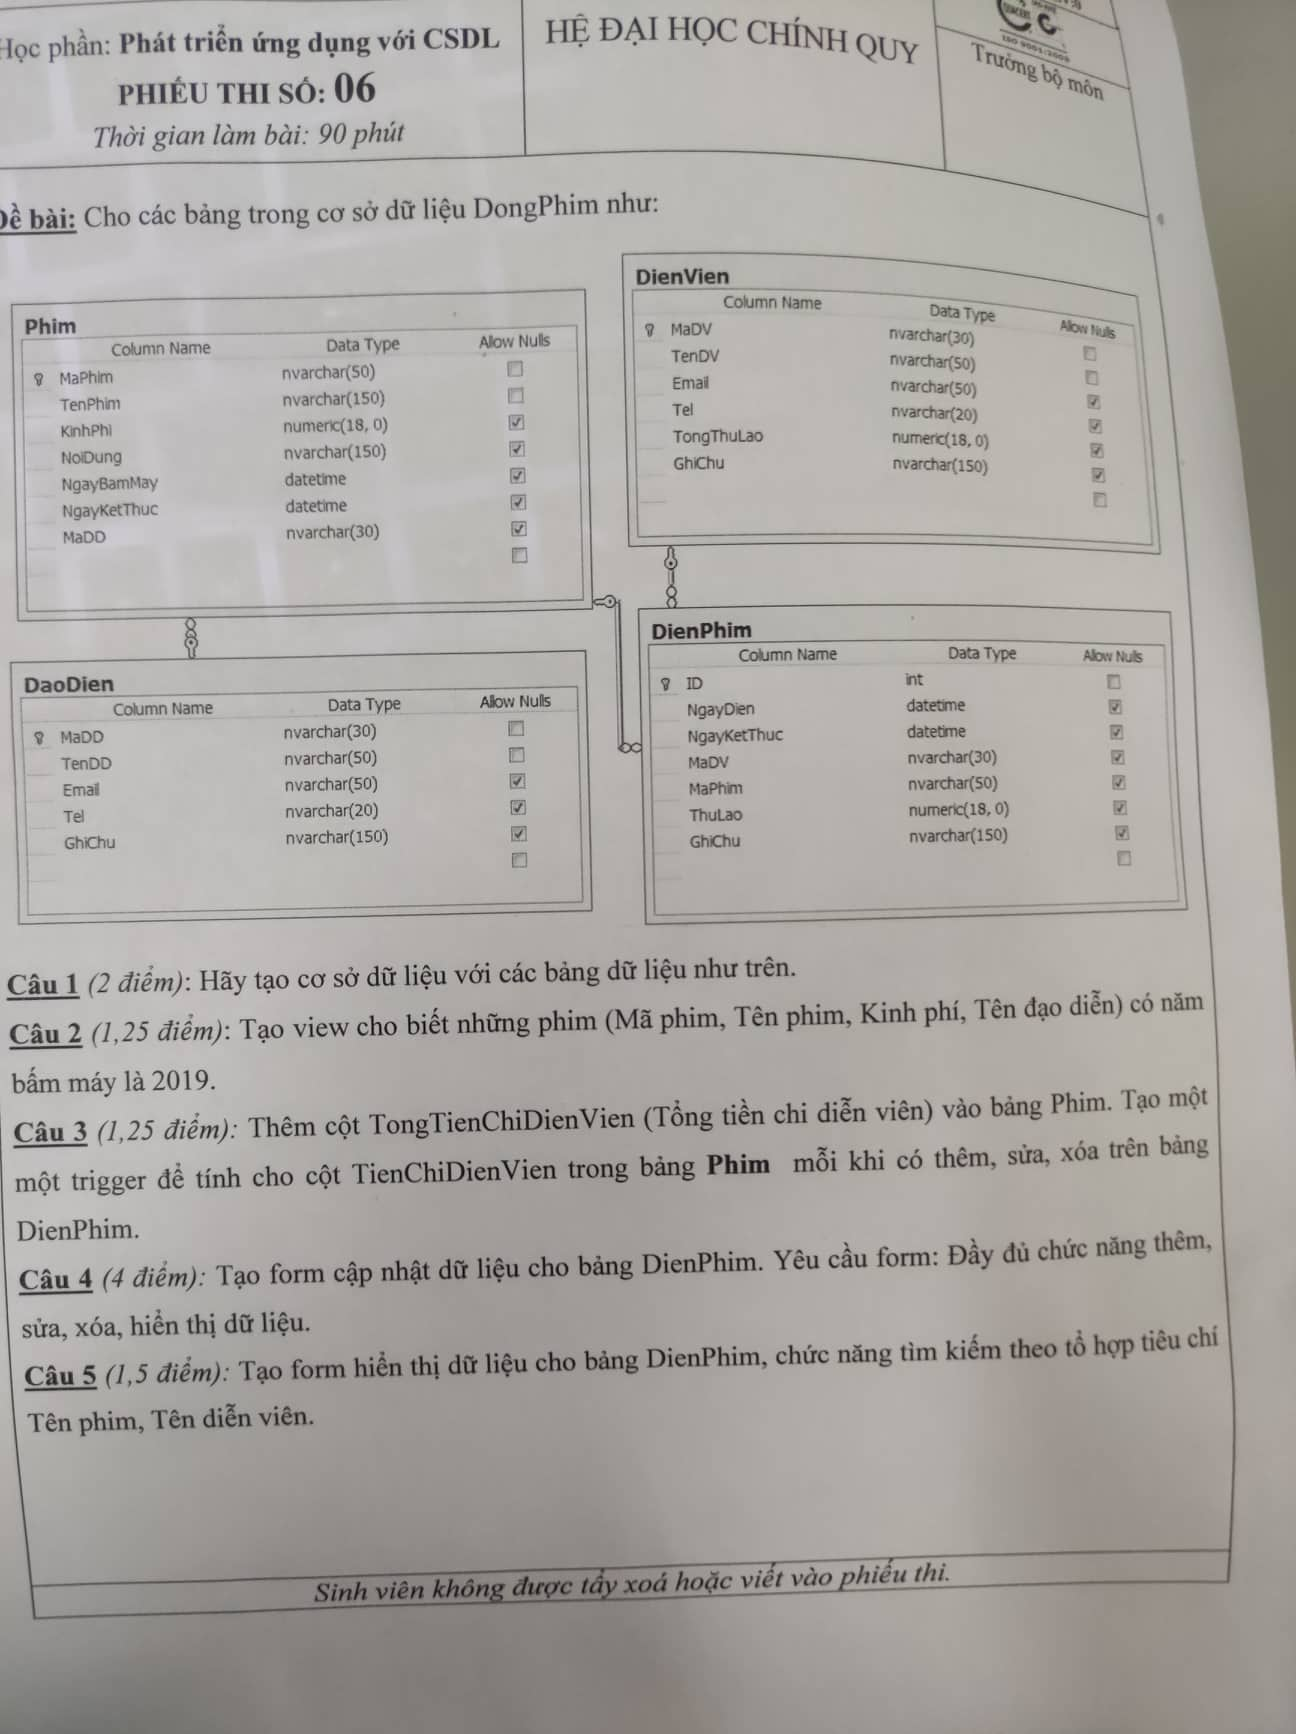 Học phần: Phát triển ứng dụng với CSDL
PHIẾU THI SỐ: 06
Thời gian làm bài: 90 phút
HỆ ĐẠI HỌC CHÍNH QUY
ISO 9001:2008
Trưởng bộ môn
Đề bài: Cho các bảng trong cơ sở dữ liệu DongPhim như:
Phim
Column Name Data Type Allow Nulls
MaPhim nvarchar(50)
TenPhim nvarchar(150)
KinhPhi numeric(18, 0)
NoiDung nvarchar(150)
NgayBamMay datetime
NgayKetThuc datetime
MaDD nvarchar(30)
DienVien
Column Name Data Type Allow Nulls
MaDV nvarchar(30)
TenDV nvarchar(50)
Email nvarchar(50)
Tel nvarchar(20)
TongThuLao numeric(18, 0)
GhiChu nvarchar(150)
DaoDien
Column Name Data Type Allow Nulls
MaDD nvarchar(30)
TenDD nvarchar(50)
Email nvarchar(50)
Tel nvarchar(20)
GhiChu nvarchar(150)
DienPhim
Column Name Data Type Allow Nulls
ID int
NgayDien datetime
NgayKetThuc datetime
MaDV nvarchar(30)
MaPhim nvarchar(50)
ThuLao numeric(18, 0)
GhiChu nvarchar(150)
Câu 1 (2 điểm): Hãy tạo cơ sở dữ liệu với các bảng dữ liệu như trên.
Câu 2 (1,25 điểm): Tạo view cho biết những phim (Mã phim, Tên phim, Kinh phí, Tên đạo diễn) có năm
bấm máy là 2019.
Câu 3 (1,25 điểm): Thêm cột TongTienChiDienVien (Tổng tiền chi diễn viên) vào bảng Phim. Tạo một
một trigger để tính cho cột TienChiDienVien trong bảng Phim mỗi khi có thêm, sửa, xóa trên bảng
DienPhim.
Câu 4 (4 điểm): Tạo form cập nhật dữ liệu cho bảng DienPhim. Yêu cầu form: Đầy đủ chức năng thêm,
sửa, xóa, hiển thị dữ liệu.
Câu 5 (1,5 điểm): Tạo form hiển thị dữ liệu cho bảng DienPhim, chức năng tìm kiếm theo tổ hợp tiêu chí
Tên phim, Tên diễn viên.
Sinh viên không được tẩy xoá hoặc viết vào phiếu thi.